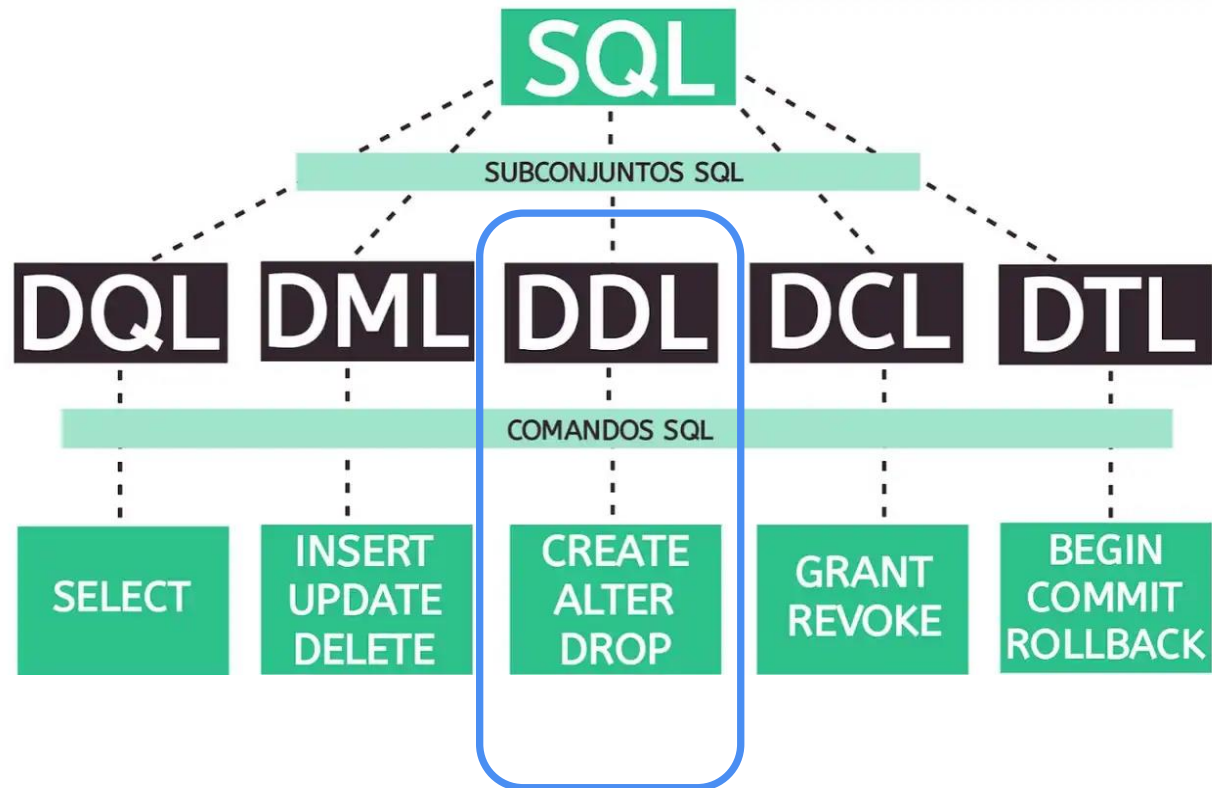 SQL
SUBCONJUNTOS SQL
DQL
DML
DDL
DCL
DTL
COMANDOS SQL
SELECT
INSERT
UPDATE
DELETE
CREATE
ALTER
DROP
GRANT
REVOKE
BEGIN
COMMIT
ROLLBACK